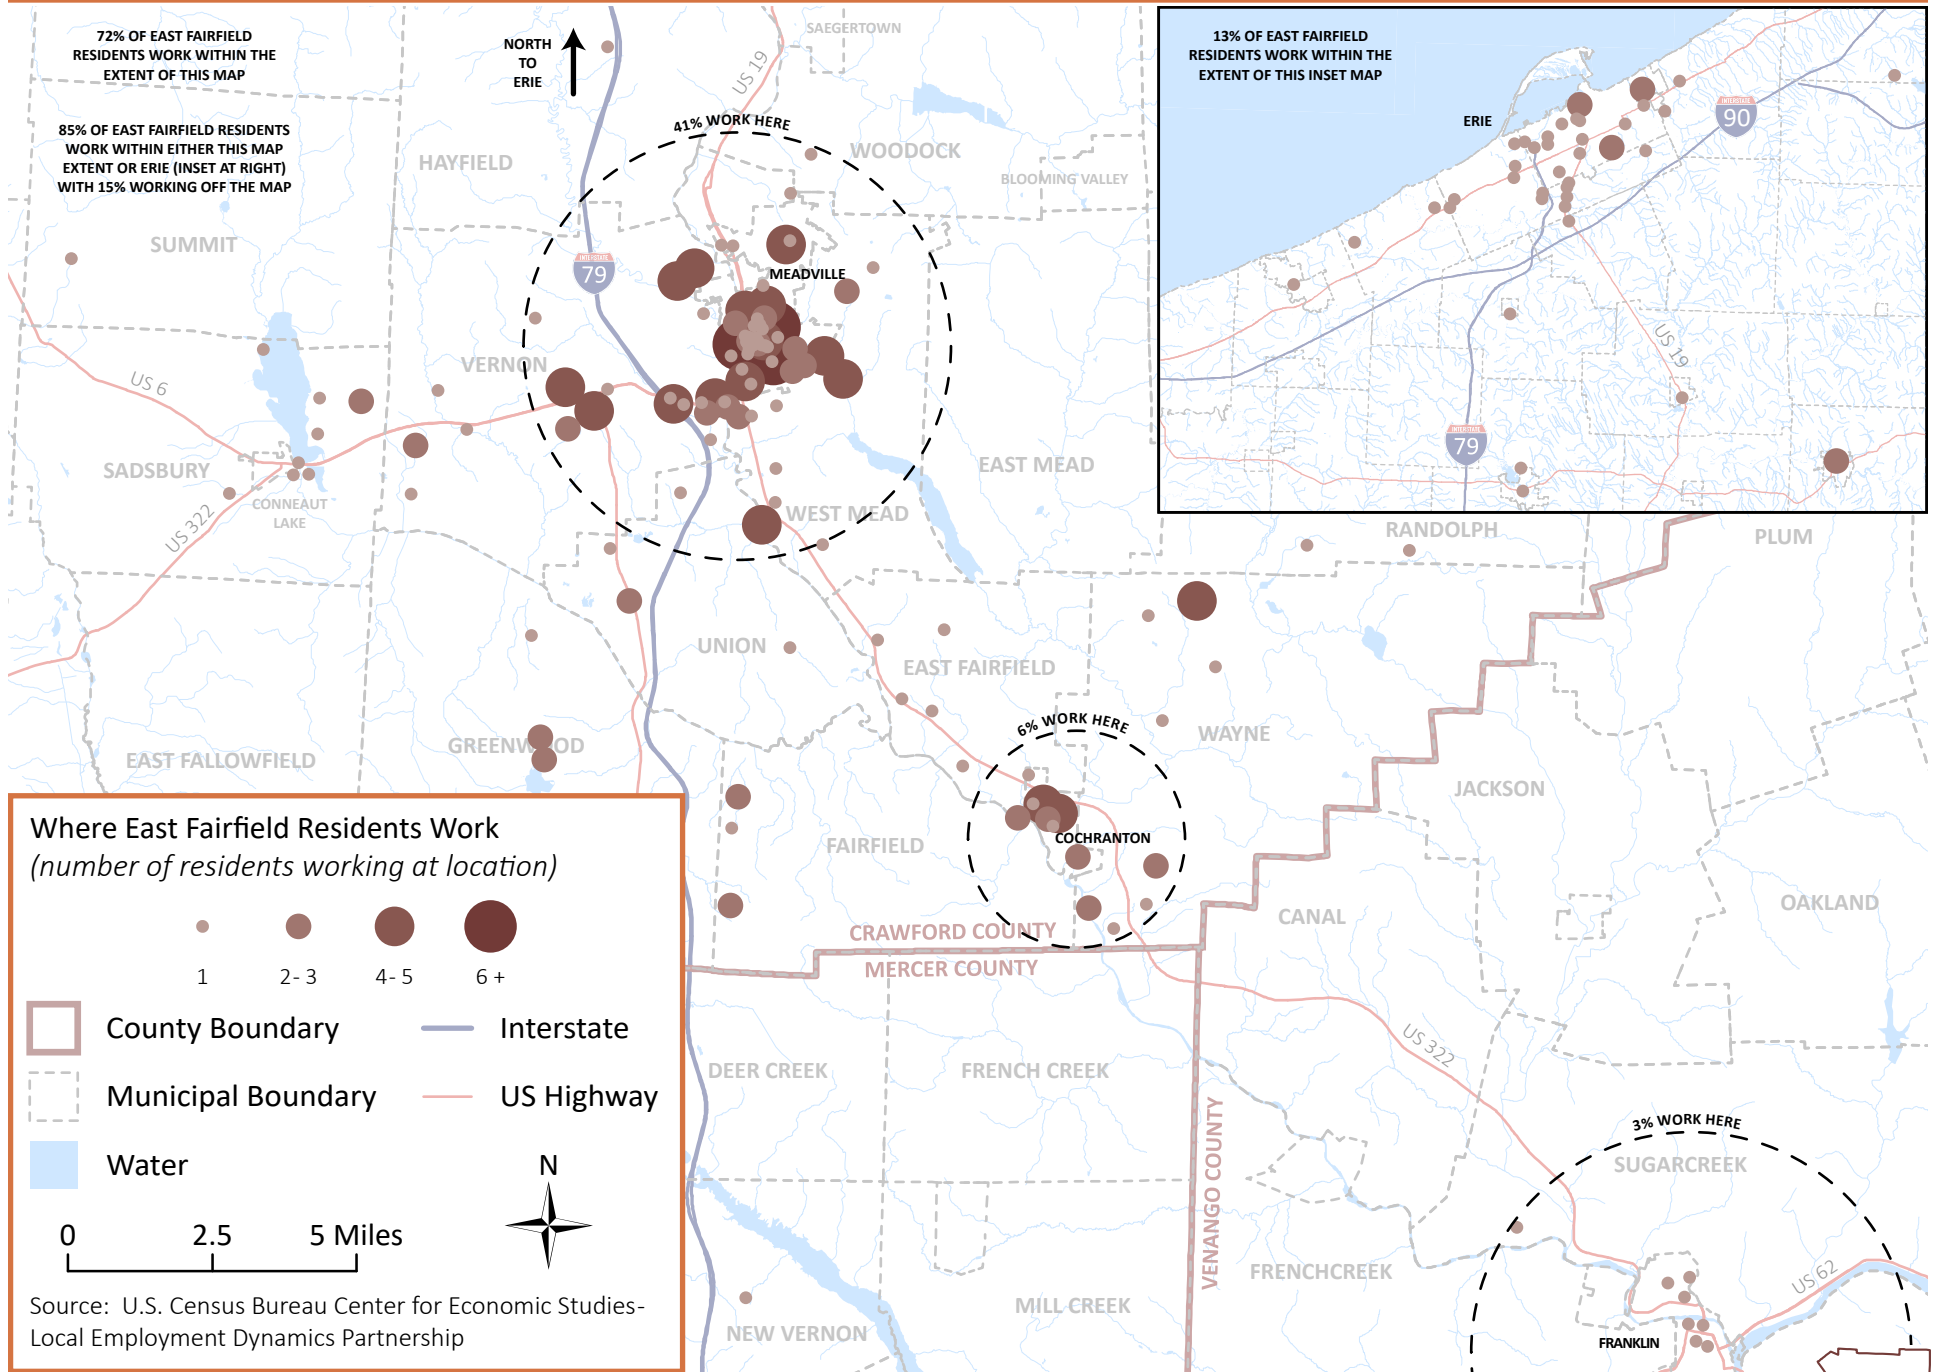 72% OF EAST FAIRFIELD
RESIDENTS WORK WITHIN THE
EXTENT OF THIS MAP
85% OF EAST FAIRFIELD RESIDENTS
WORK WITHIN EITHER THIS MAP
EXTENT OR ERIE (INSET AT RIGHT)
WITH 15% WORKING OFF THE MAP
NORTH
TO
ERIE
SAEGERTOWN
US 19
41% WORK HERE
HAYFIELD
WOODOCK
BLOOMING VALLEY
SUMMIT
INTERSTATE
79
MEADVILLE
VERNON
US 6
SADSBURY
CONNEAUT
LAKE
US 322
EAST MEAD
WEST MEAD
13% OF EAST FAIRFIELD
RESIDENTS WORK WITHIN THE
EXTENT OF THIS INSET MAP
ERIE
INTERSTATE
90
US 19
INTERSTATE
79
RANDOLPH
PLUM
UNION
EAST FAIRFIELD
6% WORK HERE
WAYNE
EAST FALLOWFIELD
GREENWOOD
JACKSON
FAIRFIELD
COCHRANTON
CANAL
OAKLAND
CRAWFORD COUNTY
MERCER COUNTY
DEER CREEK
FRENCH CREEK
US 322
VENANGO COUNTY
3% WORK HERE
SUGARCREEK
FRENCHCREEK
US 62
MILL CREEK
NEW VERNON
FRANKLIN
Where East Fairfield Residents Work
(number of residents working at location)
1
2-3
4-5
6 +
County Boundary
Interstate
Municipal Boundary
US Highway
Water
N
0 2.5 5 Miles
Source: U.S. Census Bureau Center for Economic Studies-
Local Employment Dynamics Partnership